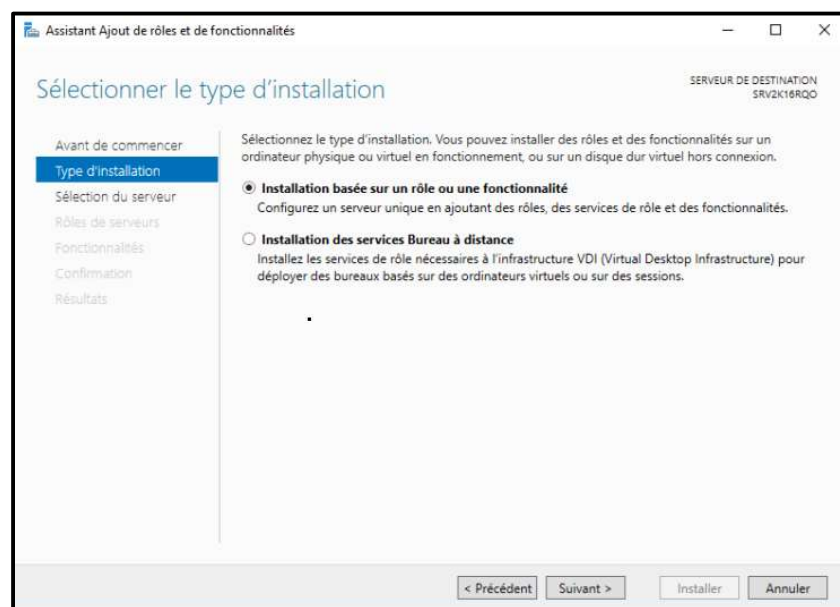 Assistant Ajout de rôles et de fonctionnalités
Sélectionner le type d'installation
SERVEUR DE DESTINATION
SRV2K16RQO
Avant de commencer
Type d'installation
Sélection du serveur
Rôles de serveurs
Fonctionnalités
Confirmation
Résultats
Sélectionnez le type d'installation. Vous pouvez installer des rôles et des fonctionnalités sur un
ordinateur physique ou virtuel en fonctionnement, ou sur un disque dur virtuel hors connexion.
Installation basée sur un rôle ou une fonctionnalité
Configurez un serveur unique en ajoutant des rôles, des services de rôle et des fonctionnalités.
Installation des services Bureau à distance
Installez les services de rôle nécessaires à l'infrastructure VDI (Virtual Desktop Infrastructure) pour
déployer des bureaux basés sur des ordinateurs virtuels ou sur des sessions.
< Précédent
Suivant >
Installer
Annuler